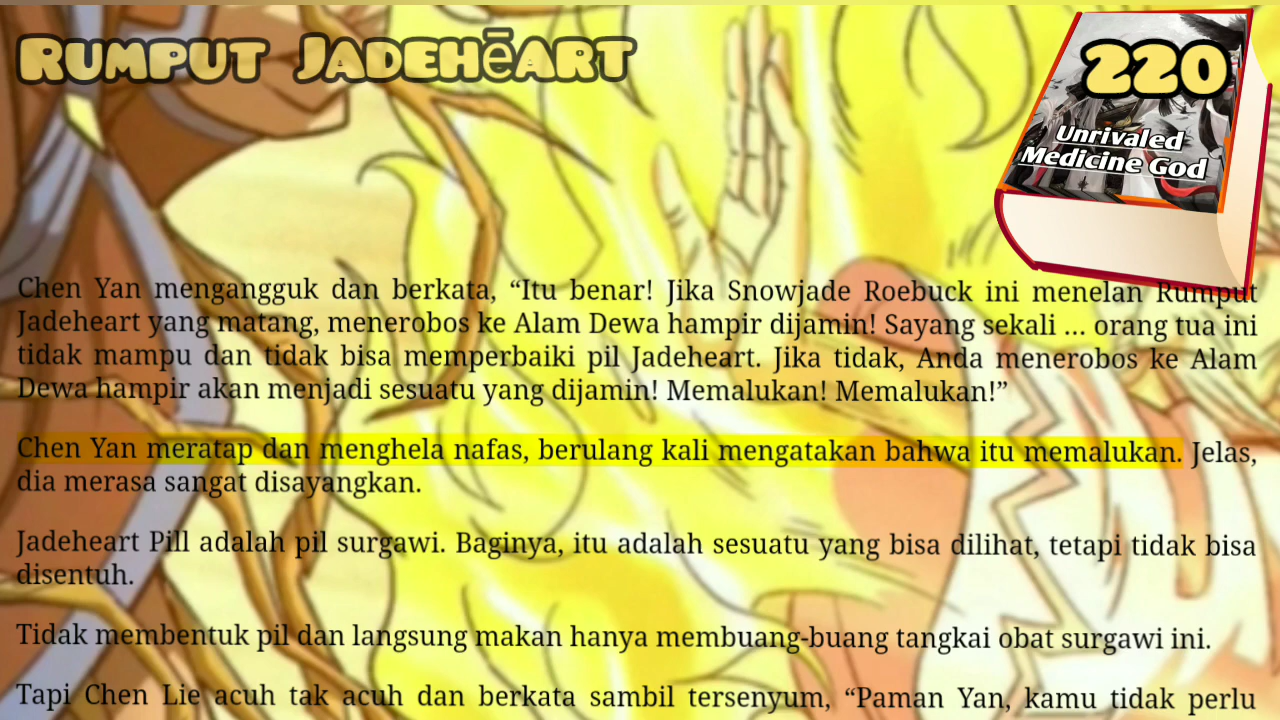 Rumput Jadehēart
220
Unrivaled
Medicine God
Chen Yan mengangguk dan berkata, “Itu benar! Jika Snowjade Roebuck ini menelan Rumput
Jadeheart yang matang, menerobos ke Alam Dewa hampir dijamin! Sayang sekali ... orang tua ini
tidak mampu dan tidak bisa memperbaiki pil Jadeheart. Jika tidak, Anda menerobos ke Alam
Dewa hampir akan menjadi sesuatu yang dijamin! Memalukan! Memalukan!”
Chen Yan meratap dan menghela nafas, berulang kali mengatakan bahwa itu memalukan. Jelas,
dia merasa sangat disayangkan.
Jadeheart Pill adalah pil surgawi. Baginya, itu adalah sesuatu yang bisa dilihat, tetapi tidak bisa
disentuh.
Tidak membentuk pil dan langsung makan hanya membuang-buang tangkai obat surgawi ini.
Tapi Chen Lie acuh tak acuh dan berkata sambil tersenyum, “Paman Yan, kamu tidak perlu